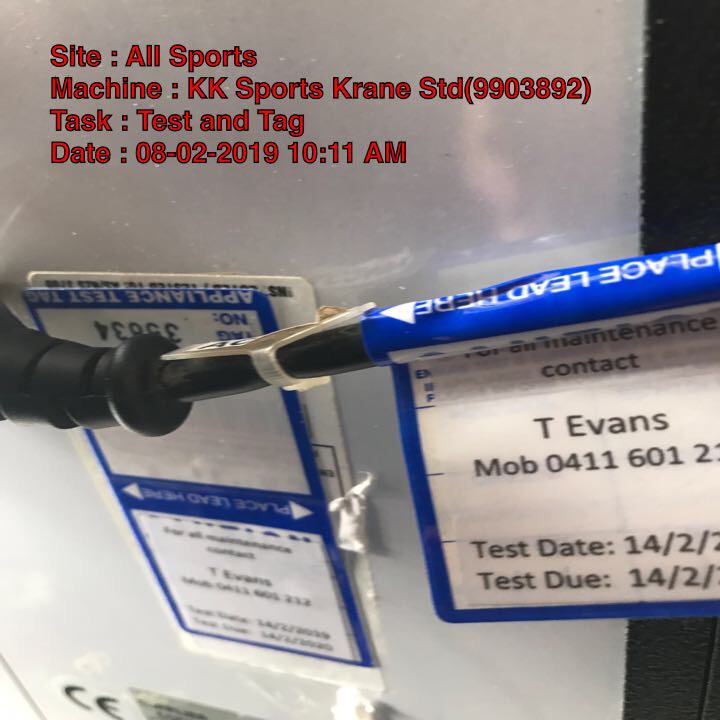 Site : All Sports
Machine : KK Sports Krane Std(9903892)
Task : Test and Tag
Date : 08-02-2019 10:11 AM
APPLIANCE TEST TAG
TAG
NO:
35634
PLACE LEAD HERE
For all maintenance
contact
T Evans
Mob 0411 601 212
Test Date: 14/2/2019
Test Due: 14/2/2020
PLACE LEAD HERE
For all maintenance
contact
T Evans
Mob 0411 601 21
Test Date: 14/2/2
Test Due: 14/2/
CE